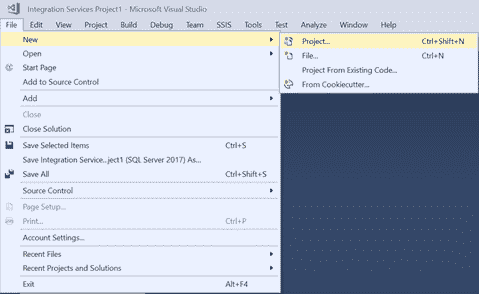 Integration Services Project1 - Microsoft Visual Studio
File Edit View Project Build Debug Team SSIS Tools Test Analyze Window Help
New
Open
Start Page
Add to Source Control
Add
Close
Close Solution
Save Selected Items Ctrl+S
Save Integration Service...ject1 (SQL Server 2017) As...
Save All Ctrl+Shift+S
Source Control
Page Setup...
Print... Ctrl+P
Account Settings...
Recent Files
Recent Projects and Solutions
Exit Alt+F4
Project... Ctrl+Shift+N
File... Ctrl+N
Project From Existing Code...
From Cookiecutter...